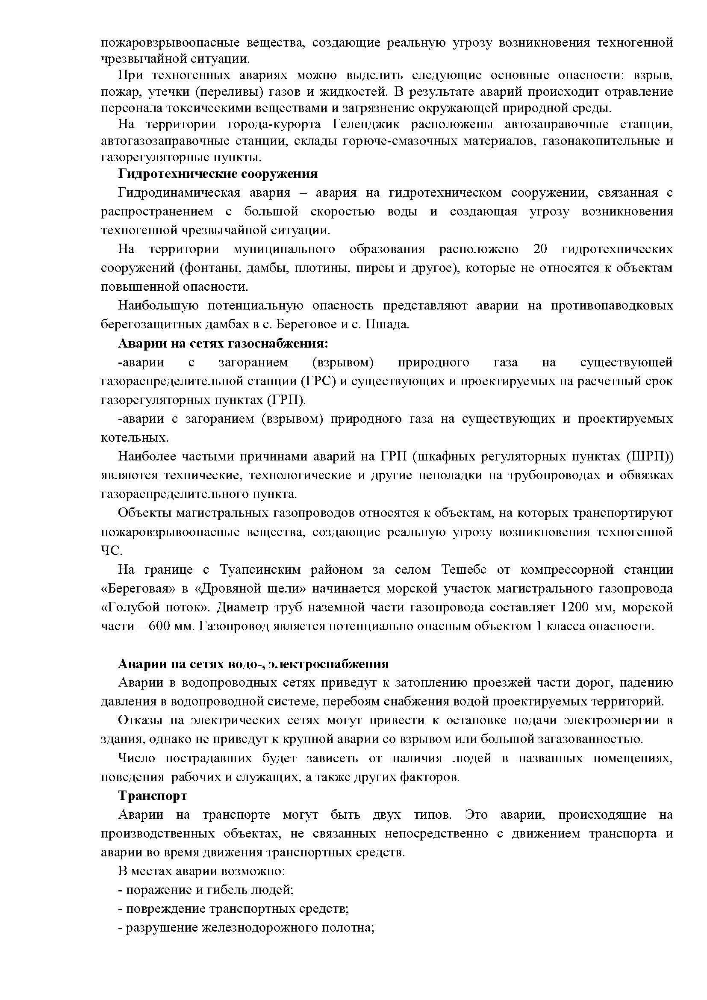 пожаровзрывоопасные вещества, создающие реальную угрозу возникновения техногенной
чрезвычайной ситуации.
При техногенных авариях можно выделить следующие основные опасности: взрыв,
пожар, утечки (переливы) газов и жидкостей. В результате аварий происходит отравление
персонала токсическими веществами и загрязнение окружающей природной среды.
На территории города-курорта Геленджик расположены автозаправочные станции,
автогазозаправочные станции, склады горюче-смазочных материалов, газонакопительные и
газорегуляторные пункты.
Гидротехнические сооружения
Гидродинамическая авария – авария на гидротехническом сооружении, связанная с
распространением с большой скоростью воды и создающая угрозу возникновения
техногенной чрезвычайной ситуации.
На территории муниципального образования расположено 20 гидротехнических
сооружений (фонтаны, дамбы, плотины, пирсы и другое), которые не относятся к объектам
повышенной опасности.
Наибольшую потенциальную опасность представляют аварии на противопаводковых
берегозащитных дамбах в с. Береговое и с. Пшада.
Аварии на сетях газоснабжения:
-аварии с загоранием (взрывом) природного газа на существующей
газораспределительной станции (ГРС) и существующих и проектируемых на расчетный срок
газорегуляторных пунктах (ГРП).
-аварии с загоранием (взрывом) природного газа на существующих и проектируемых
котельных.
Наиболее частыми причинами аварий на ГРП (шкафных регуляторных пунктах (ШРП))
являются технические, технологические и другие неполадки на трубопроводах и обвязках
газораспределительного пункта.
Объекты магистральных газопроводов относятся к объектам, на которых транспортируют
пожаровзрывоопасные вещества, создающие реальную угрозу возникновения техногенной
ЧС.
На границе с Туапсинским районом за селом Тешебс от компрессорной станции
«Береговая» в «Дровяной щели» начинается морской участок магистрального газопровода
«Голубой поток». Диаметр труб наземной части газопровода составляет 1200 мм, морской
части – 600 мм. Газопровод является потенциально опасным объектом 1 класса опасности.
Аварии на сетях водо-, электроснабжения
Аварии в водопроводных сетях приведут к затоплению проезжей части дорог, падению
давления в водопроводной системе, перебоям снабжения водой проектируемых территорий.
Отказы на электрических сетях могут привести к остановке подачи электроэнергии в
здания, однако не приведут к крупной аварии со взрывом или большой загазованностью.
Число пострадавших будет зависеть от наличия людей в названных помещениях,
поведения  рабочих и служащих, а также других факторов.
Транспорт
Аварии на транспорте могут быть двух типов. Это аварии, происходящие на
производственных объектах, не связанных непосредственно с движением транспорта и
аварии во время движения транспортных средств.
В местах аварии возможно:
- поражение и гибель людей;
- повреждение транспортных средств;
- разрушение железнодорожного полотна;